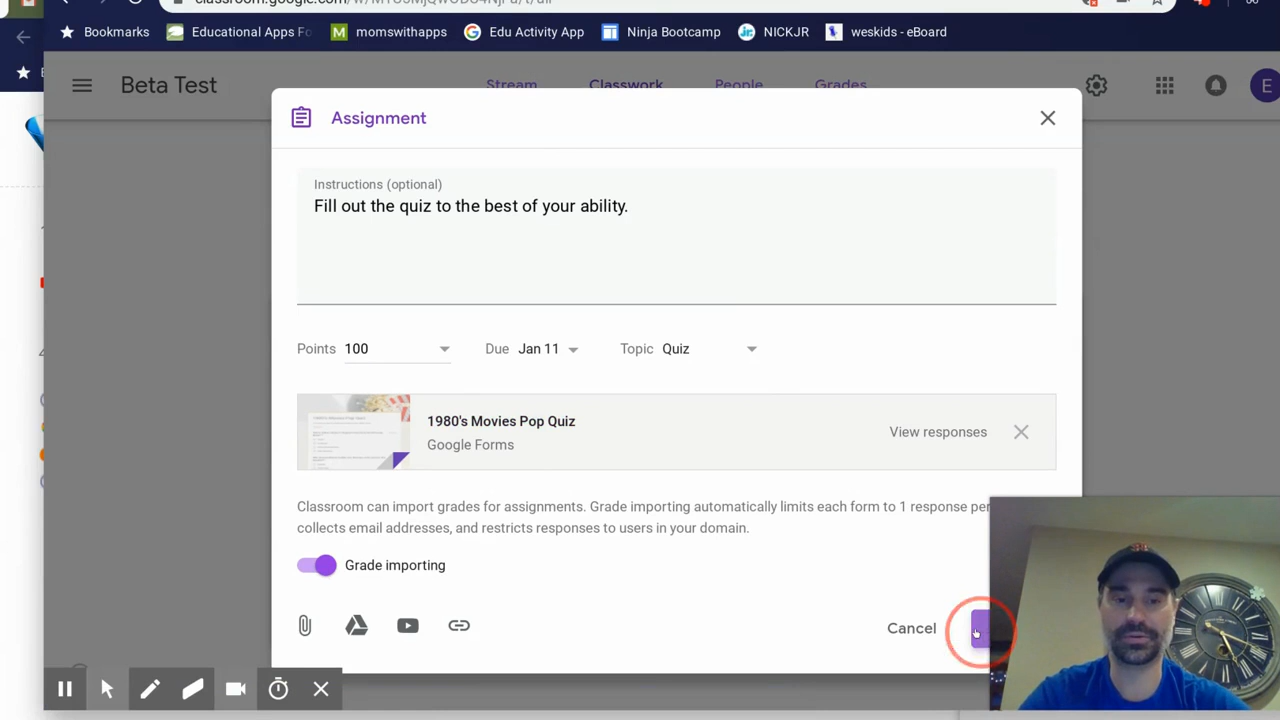 Bookmarks
Educational Apps Fo
momswithapps
Edu Activity App
Ninja Bootcamp
NICKJR
weskids - eBoard
Beta Test
Stream
Classwork
People
Grades
E
Assignment
Instructions (optional)
Fill out the quiz to the best of your ability.
Points 100
Due Jan 11
Topic Quiz
1980's Movies Pop Quiz
Google Forms
View responses
Classroom can import grades for assignments. Grade importing automatically limits each form to 1 response per
collects email addresses, and restricts responses to users in your domain.
Grade importing
Cancel